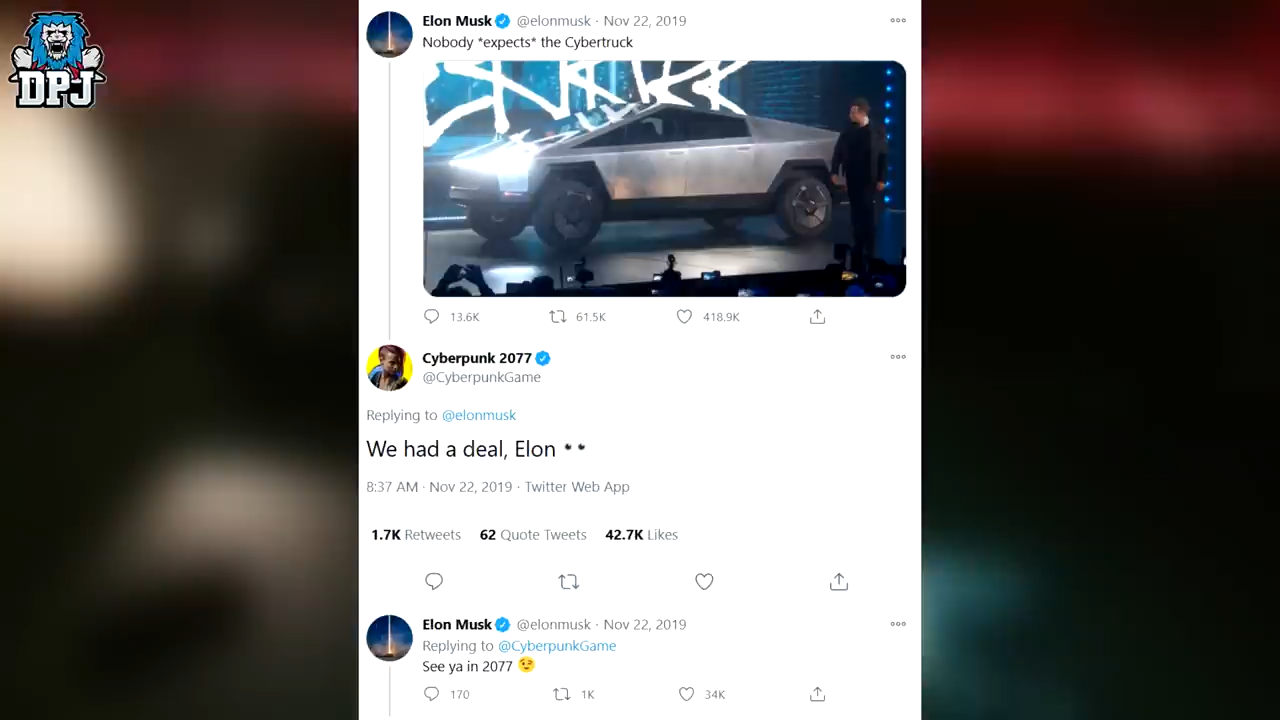 DPJ
Elon Musk @elonmusk · Nov 22, 2019
Nobody *expects* the Cybertruck
13.6K 61.5K 418.9K
Cyberpunk 2077
@CyberpunkGame
Replying to @elonmusk
We had a deal, Elon
8:37 AM · Nov 22, 2019 · Twitter Web App
1.7K Retweets 62 Quote Tweets 42.7K Likes
Elon Musk @elonmusk · Nov 22, 2019
Replying to @CyberpunkGame
See ya in 2077 😉
170 1K 34K